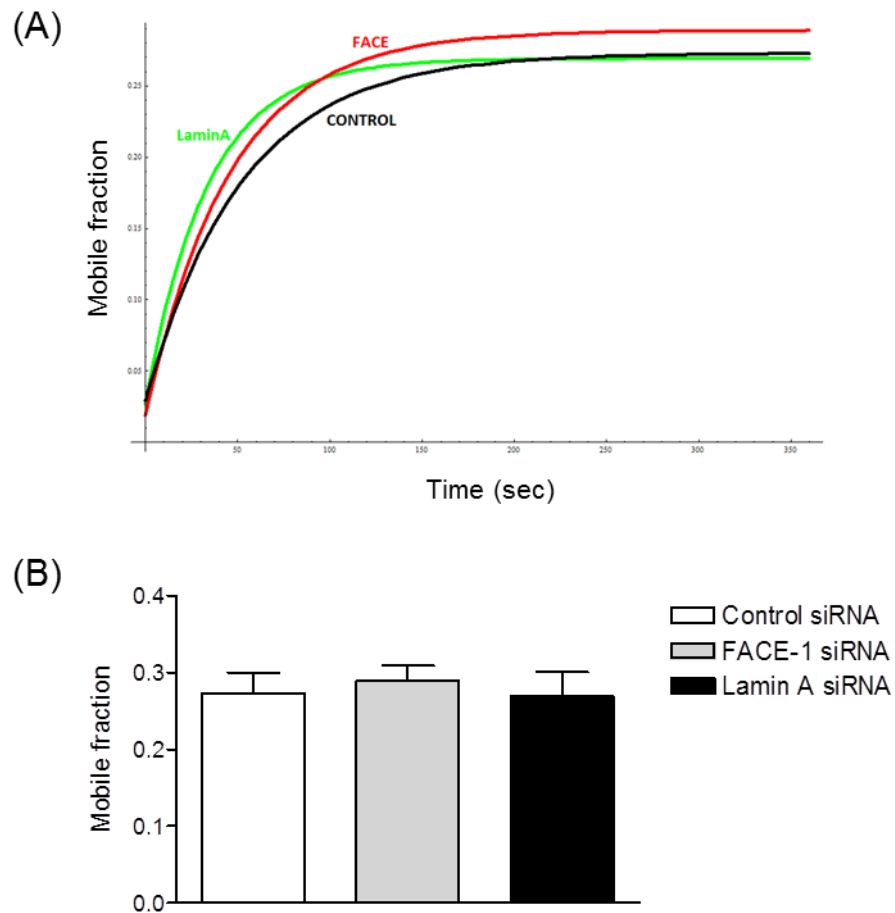 (A)
FACE
0.25
LaminA
CONTROL
0.20
Mobile fraction
0.15
0.10
0.05
50 100 150 200 250 300 350
Time (sec)
(B)
0.4
Control siRNA
FACE-1 siRNA
0.3
Lamin A siRNA
Mobile fraction
0.2
0.1
0.0